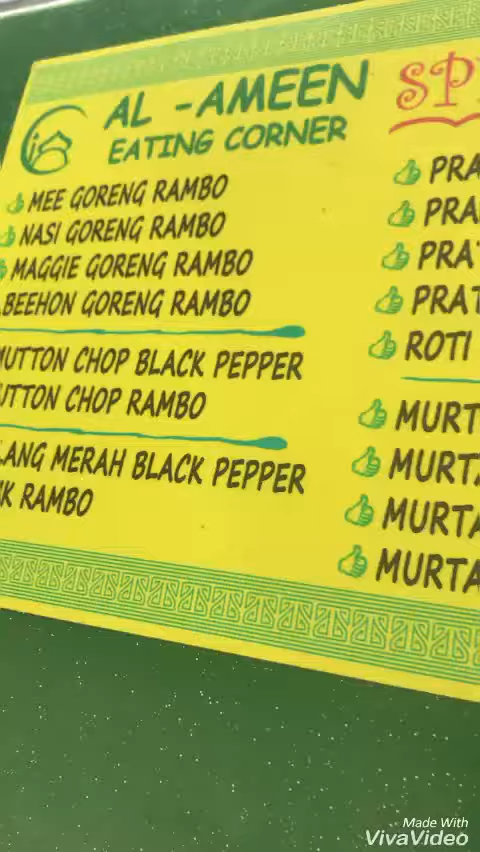 AL -AMEEN
EATING CORNER
MEE GORENG RAMBO
NASI GORENG RAMBO
MAGGIE GORENG RAMBO
BEEHON GORENG RAMBO
MUTTON CHOP BLACK PEPPER
UTTON CHOP RAMBO
LANG MERAH BLACK PEPPER
K RAMBO
SP
PRA
PRA
PRAT
PRAT
ROTI
MURT
MURTA
MURTA
MURTA
Made With
VivaVideo